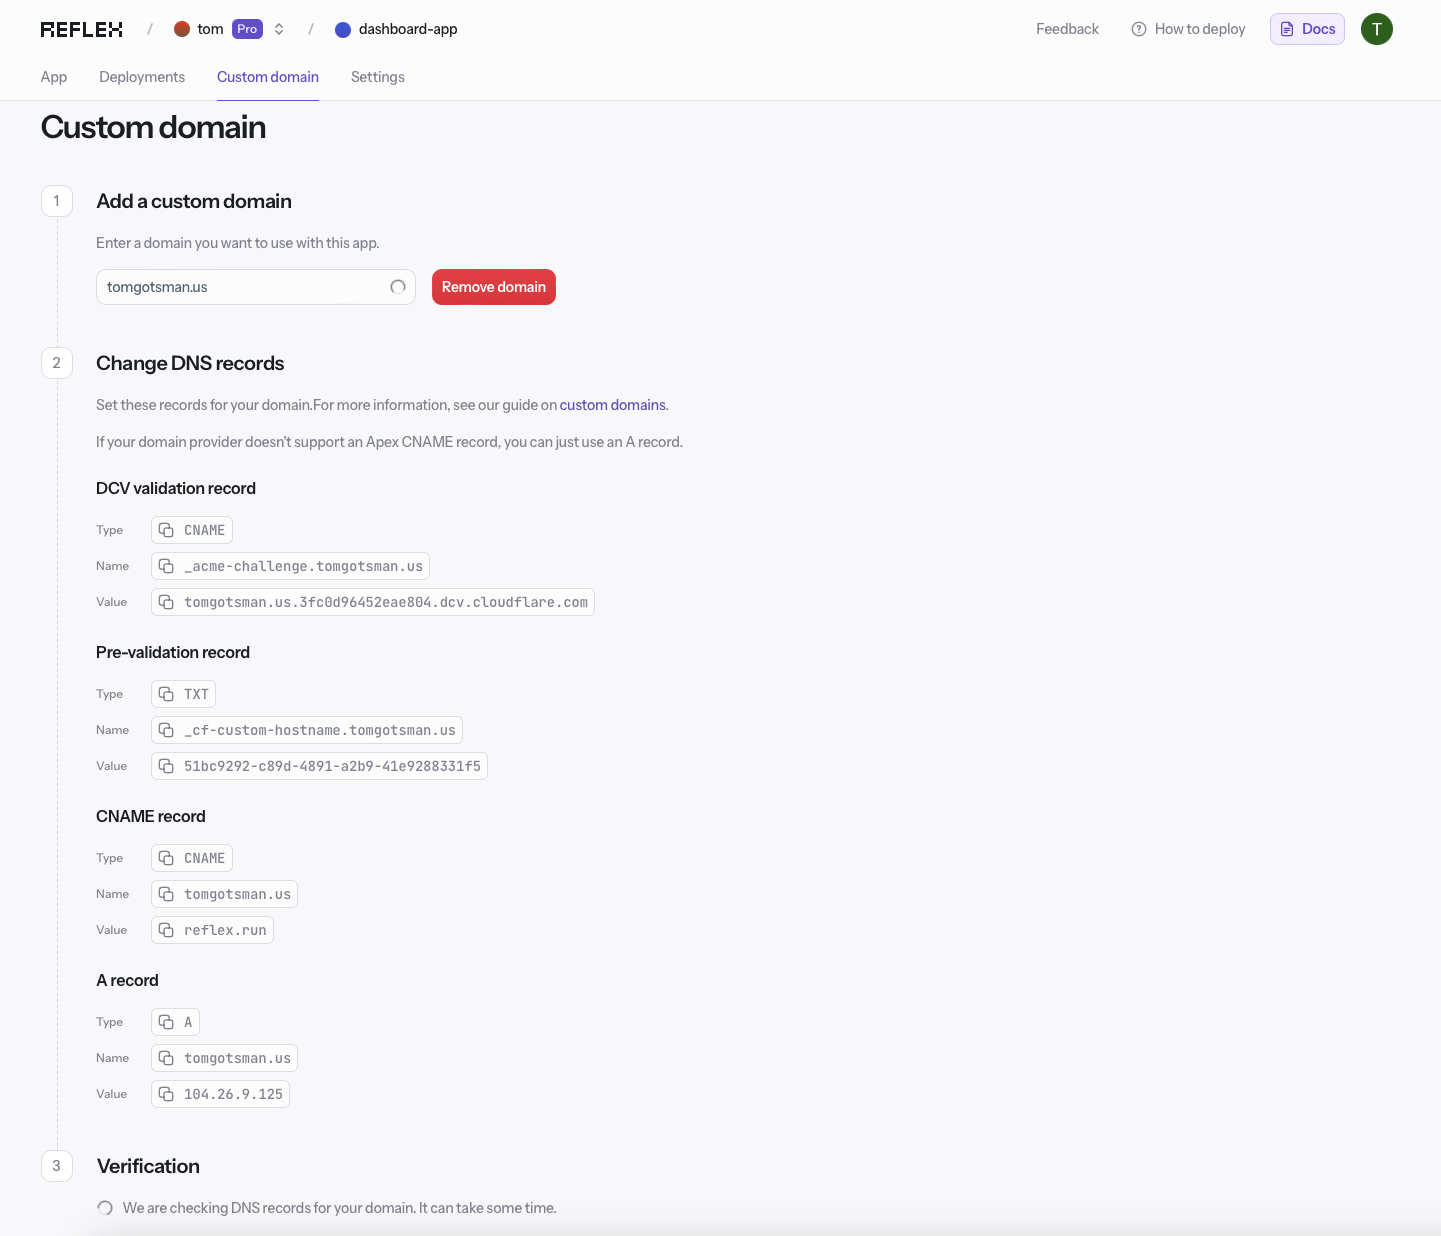 REFLEX / tom Pro / dashboard-app Feedback How to deploy Docs T
App Deployments Custom domain Settings
Custom domain
1 Add a custom domain
Enter a domain you want to use with this app.
tomgotsman.us Remove domain
2 Change DNS records
Set these records for your domain.For more information, see our guide on custom domains.
If your domain provider doesn't support an Apex CNAME record, you can just use an A record.
DCV validation record
Type CNAME
Name _acme-challenge.tomgotsman.us
Value tomgotsman.us.3fc0d96452eae804.dcv.cloudflare.com
Pre-validation record
Type TXT
Name _cf-custom-hostname.tomgotsman.us
Value 51bc9292-c89d-4891-a2b9-41e9288331f5
CNAME record
Type CNAME
Name tomgotsman.us
Value reflex.run
A record
Type A
Name tomgotsman.us
Value 104.26.9.125
3 Verification
We are checking DNS records for your domain. It can take some time.